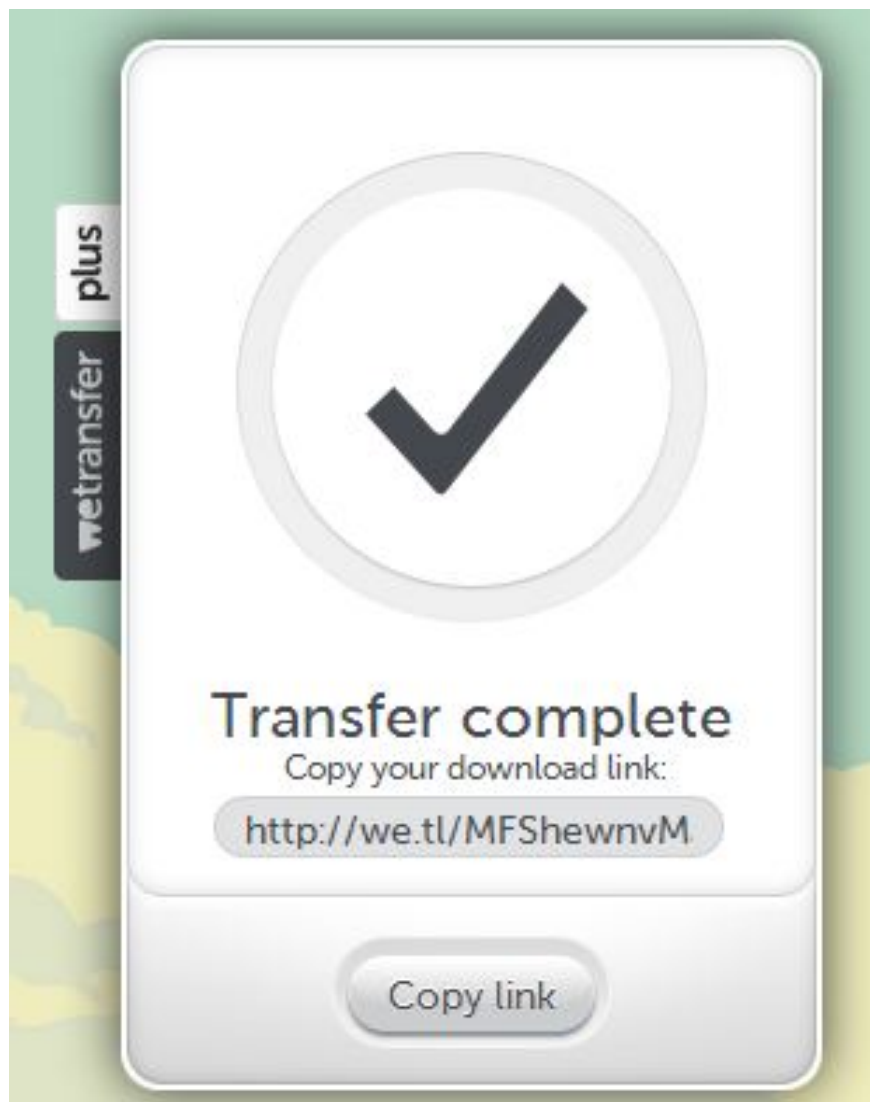 plus
wetransfer
Transfer complete
Copy your download link:
http://we.tl/MFShewnvM
Copy link